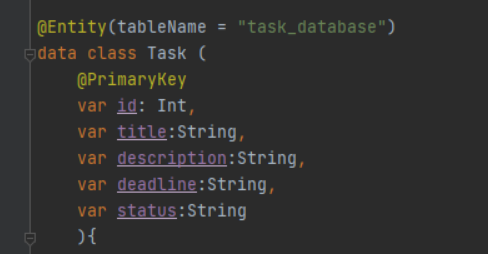 @Entity(tableName = "task_database")
data class Task (
@PrimaryKey
var id: Int,
var title:String,
var description:String,
var deadline:String,
var status:String
){